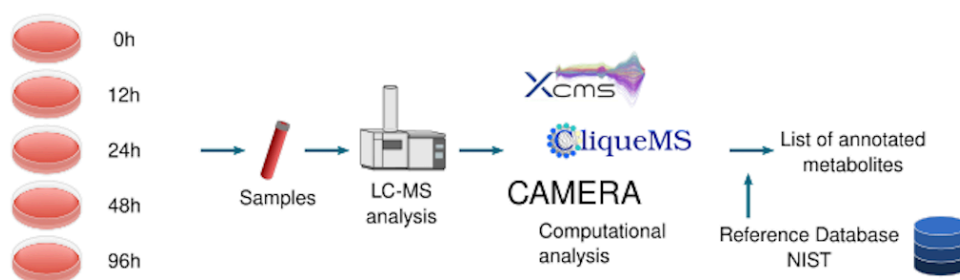 0h
12h
24h
48h
96h
Samples
LC-MS
analysis
Xcms
CliqueMS
CAMERA
Computational
analysis
List of annotated
metabolites
Reference Database
NIST